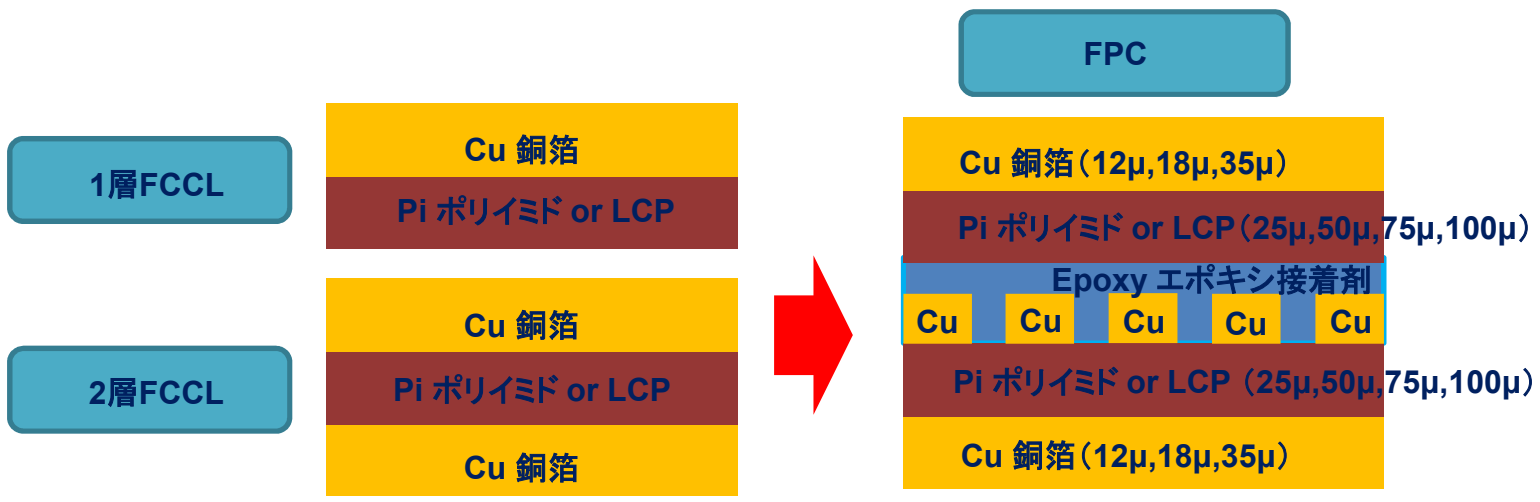 1層FCCL
Cu 銅箔
Pi ポリイミド or LCP
2層FCCL
Cu 銅箔
Pi ポリイミド or LCP
Cu 銅箔
FPC
Cu 銅箔(12μ,18μ,35μ)
Pi ポリイミド or LCP(25μ,50μ,75μ,100μ)
Epoxy エポキシ接着剤
Cu Cu Cu Cu Cu
Pi ポリイミド or LCP (25μ,50μ,75μ,100μ)
Cu 銅箔(12μ,18μ,35μ)